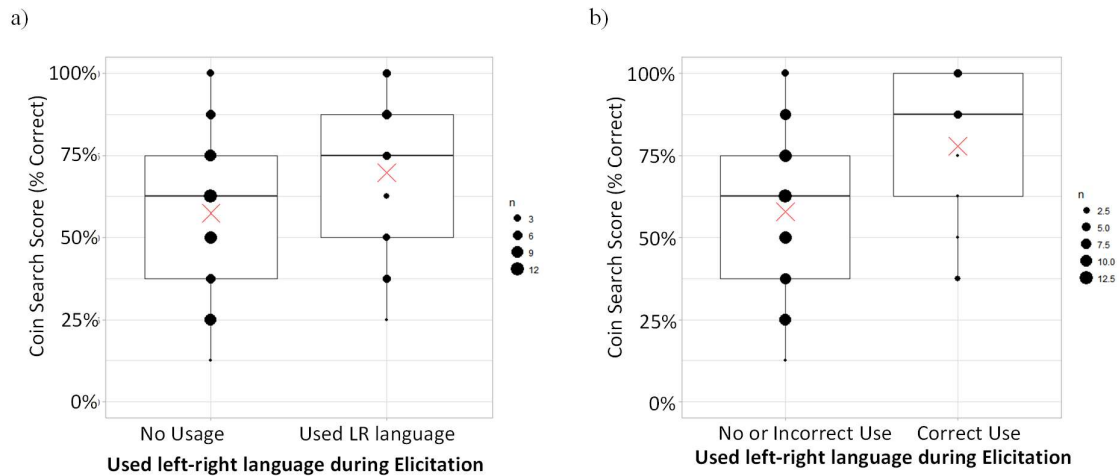 a)
Coin Search Score (% Correct)
100%
75%
50%
25%
0%
No Usage
Used LR language
Used left-right language during Elicitation
n
3
6
9
12
b)
Coin Search Score (% Correct)
100%
75%
50%
25%
0%
No or Incorrect Use
Correct Use
Used left-right language during Elicitation
n
2.5
5.0
7.5
10.0
12.5